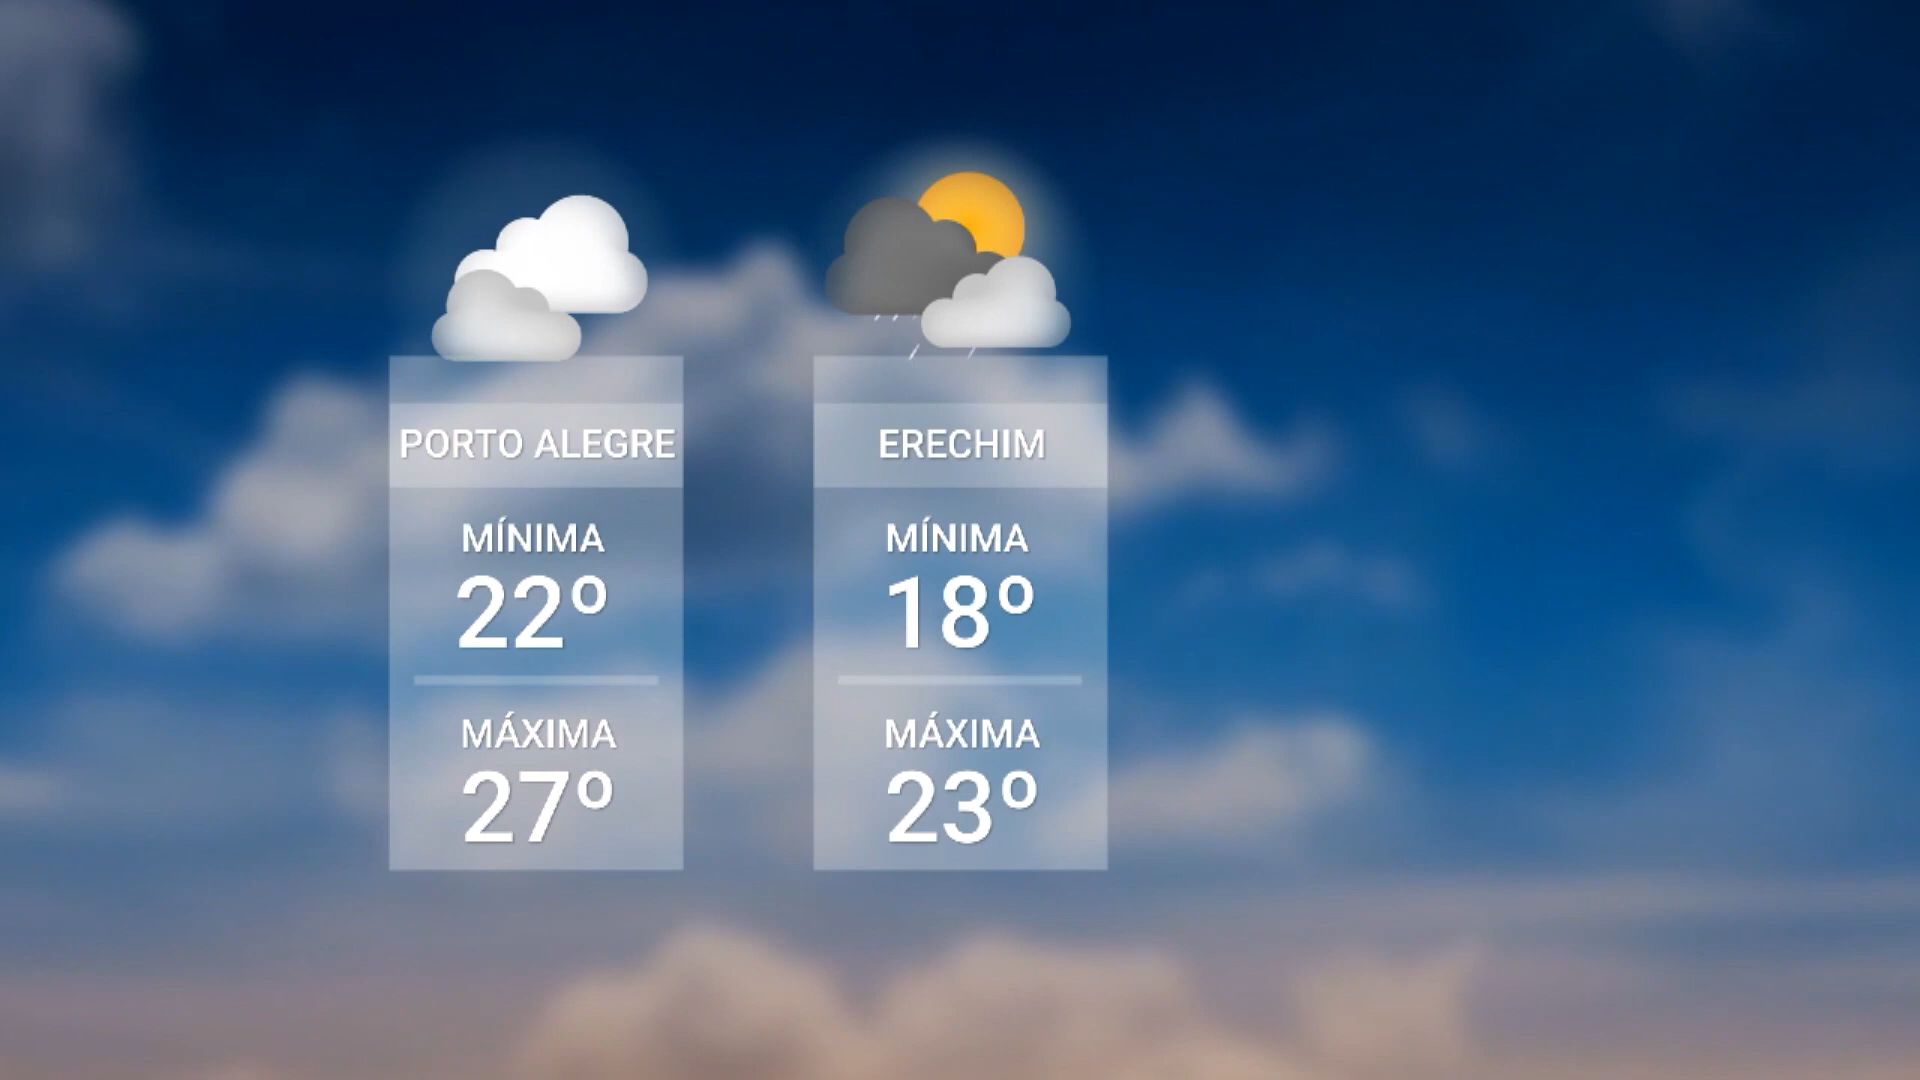 PORTO ALEGRE
MÍNIMA
22º
MÁXIMA
27º
ERECHIM
MÍNIMA
18º
MÁXIMA
23º